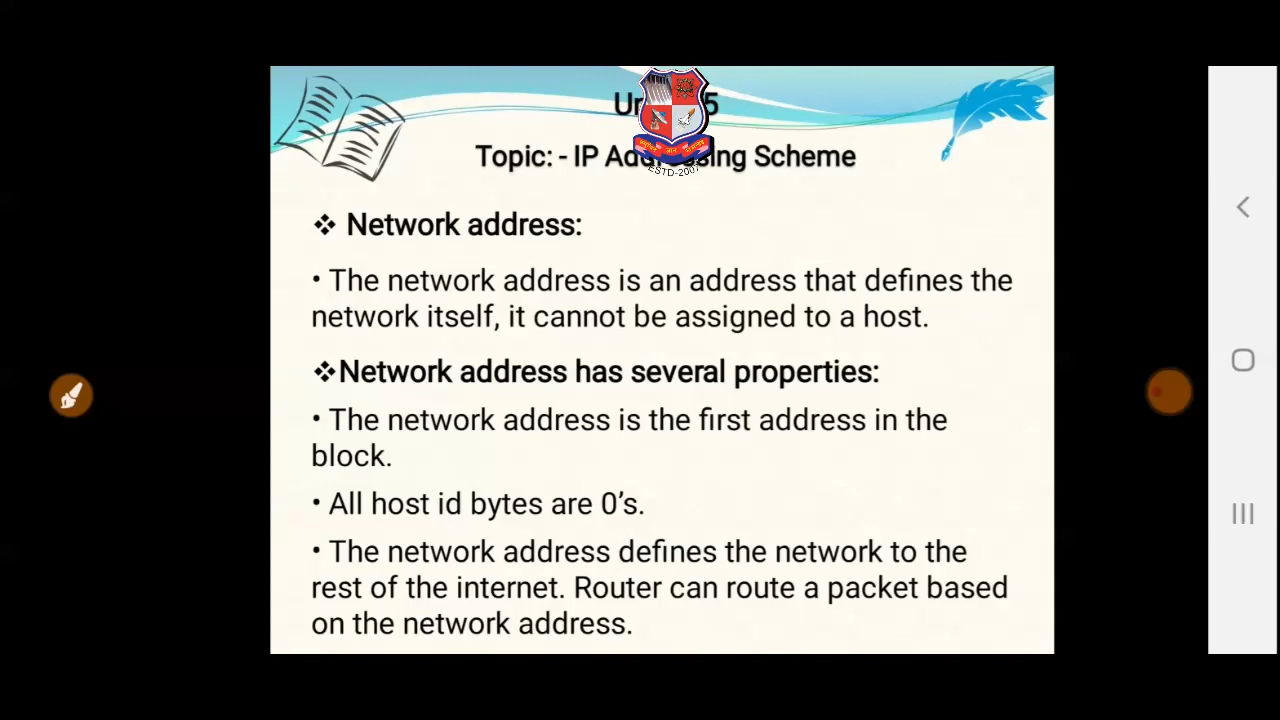 5
Topic: - IP Addressing Scheme
ESTD-2007
❖ Network address:
• The network address is an address that defines the
network itself, it cannot be assigned to a host.
❖Network address has several properties:
• The network address is the first address in the
block.
• All host id bytes are 0’s.
• The network address defines the network to the
rest of the internet. Router can route a packet based
on the network address.